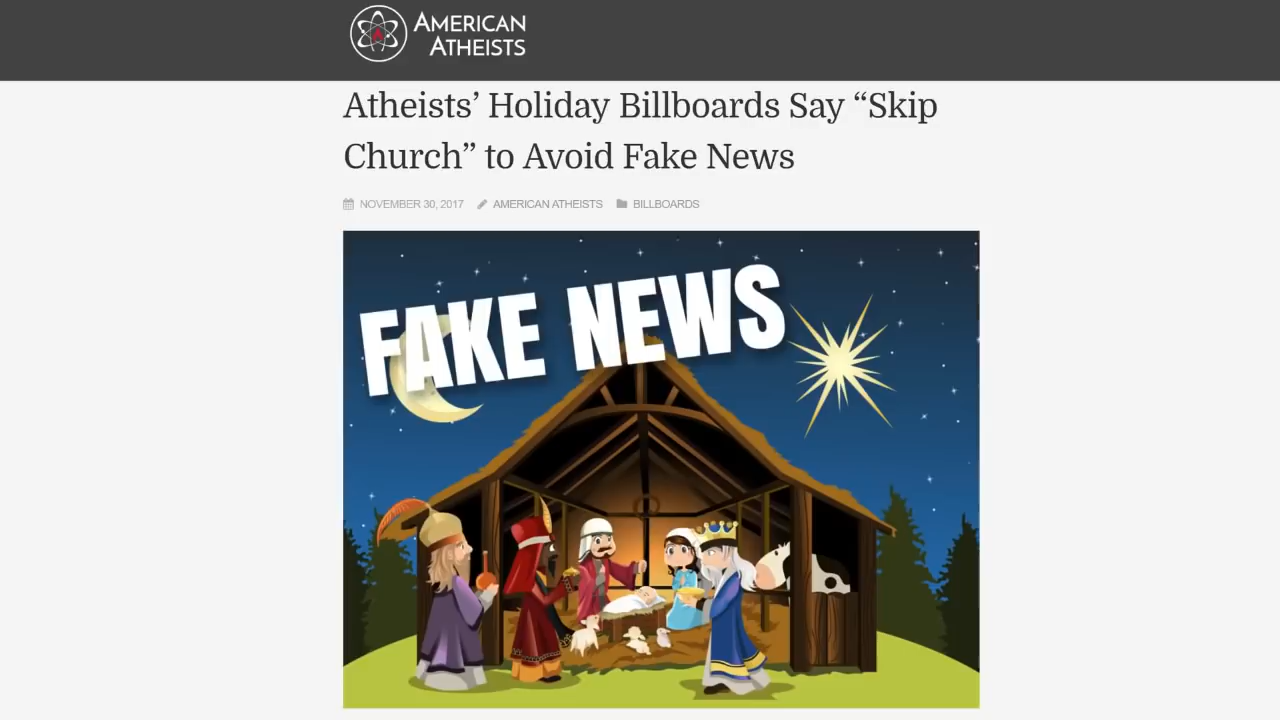 AMERICAN
ATHEISTS
Atheists’ Holiday Billboards Say “Skip
Church” to Avoid Fake News
NOVEMBER 30, 2017 AMERICAN ATHEISTS BILLBOARDS
FAKE NEWS